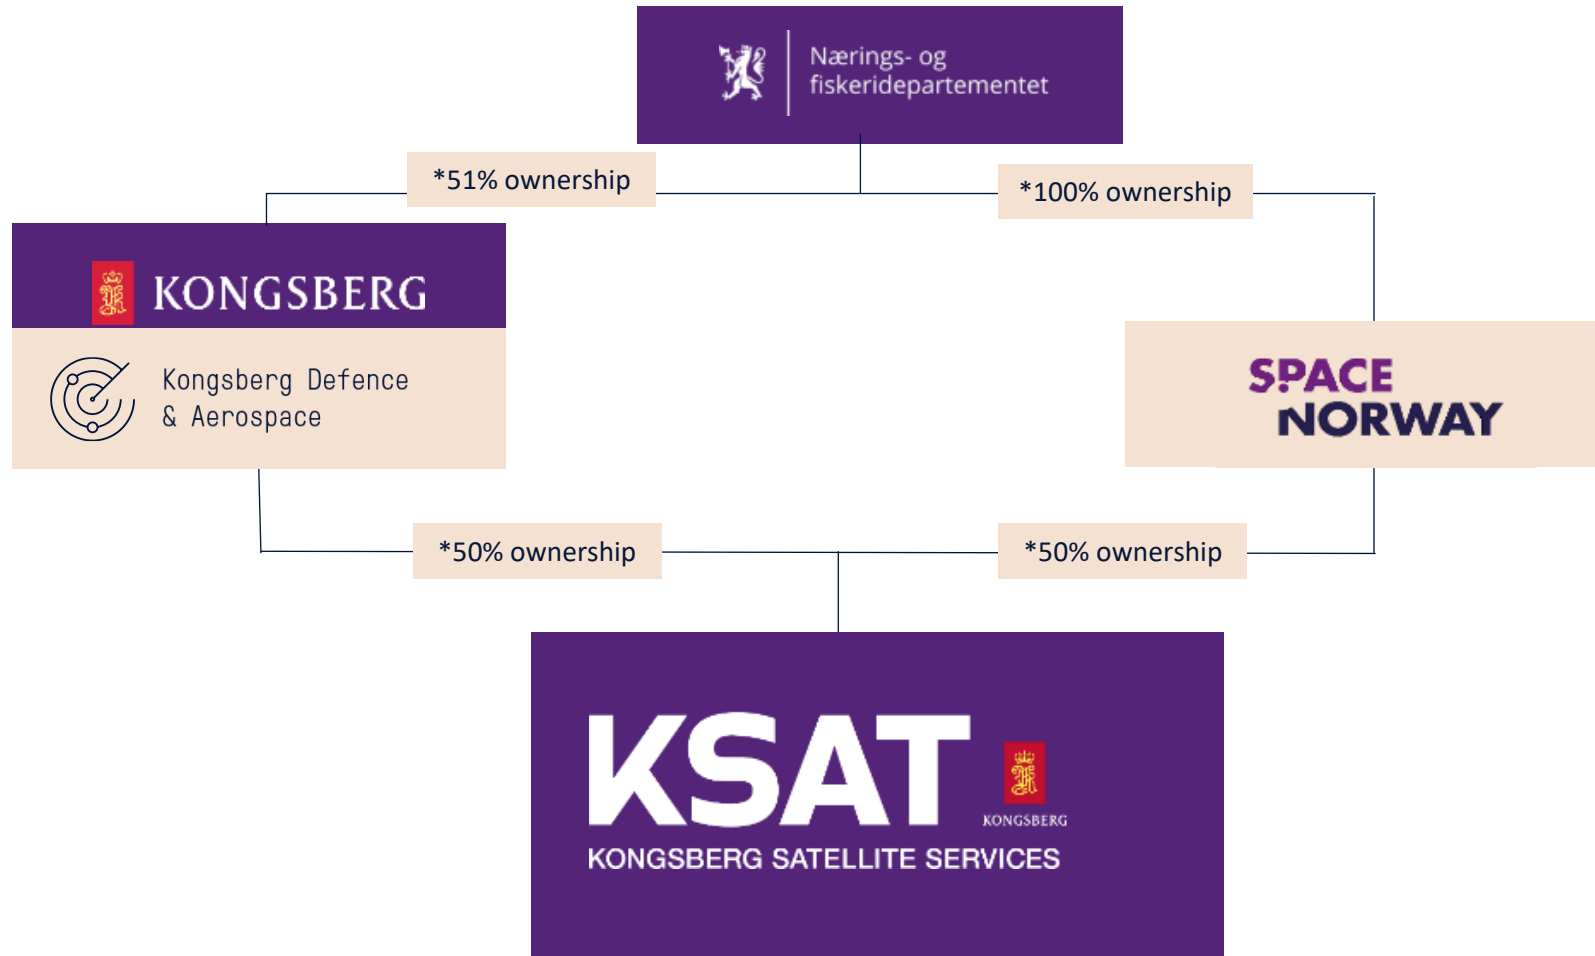 Nærings- og
fiskeridepartementet
*51% ownership
*100% ownership
KONGSBERG
Kongsberg Defence
& Aerospace
SPACE
NORWAY
*50% ownership
*50% ownership
KSAT
KONGSBERG
KONGSBERG SATELLITE SERVICES